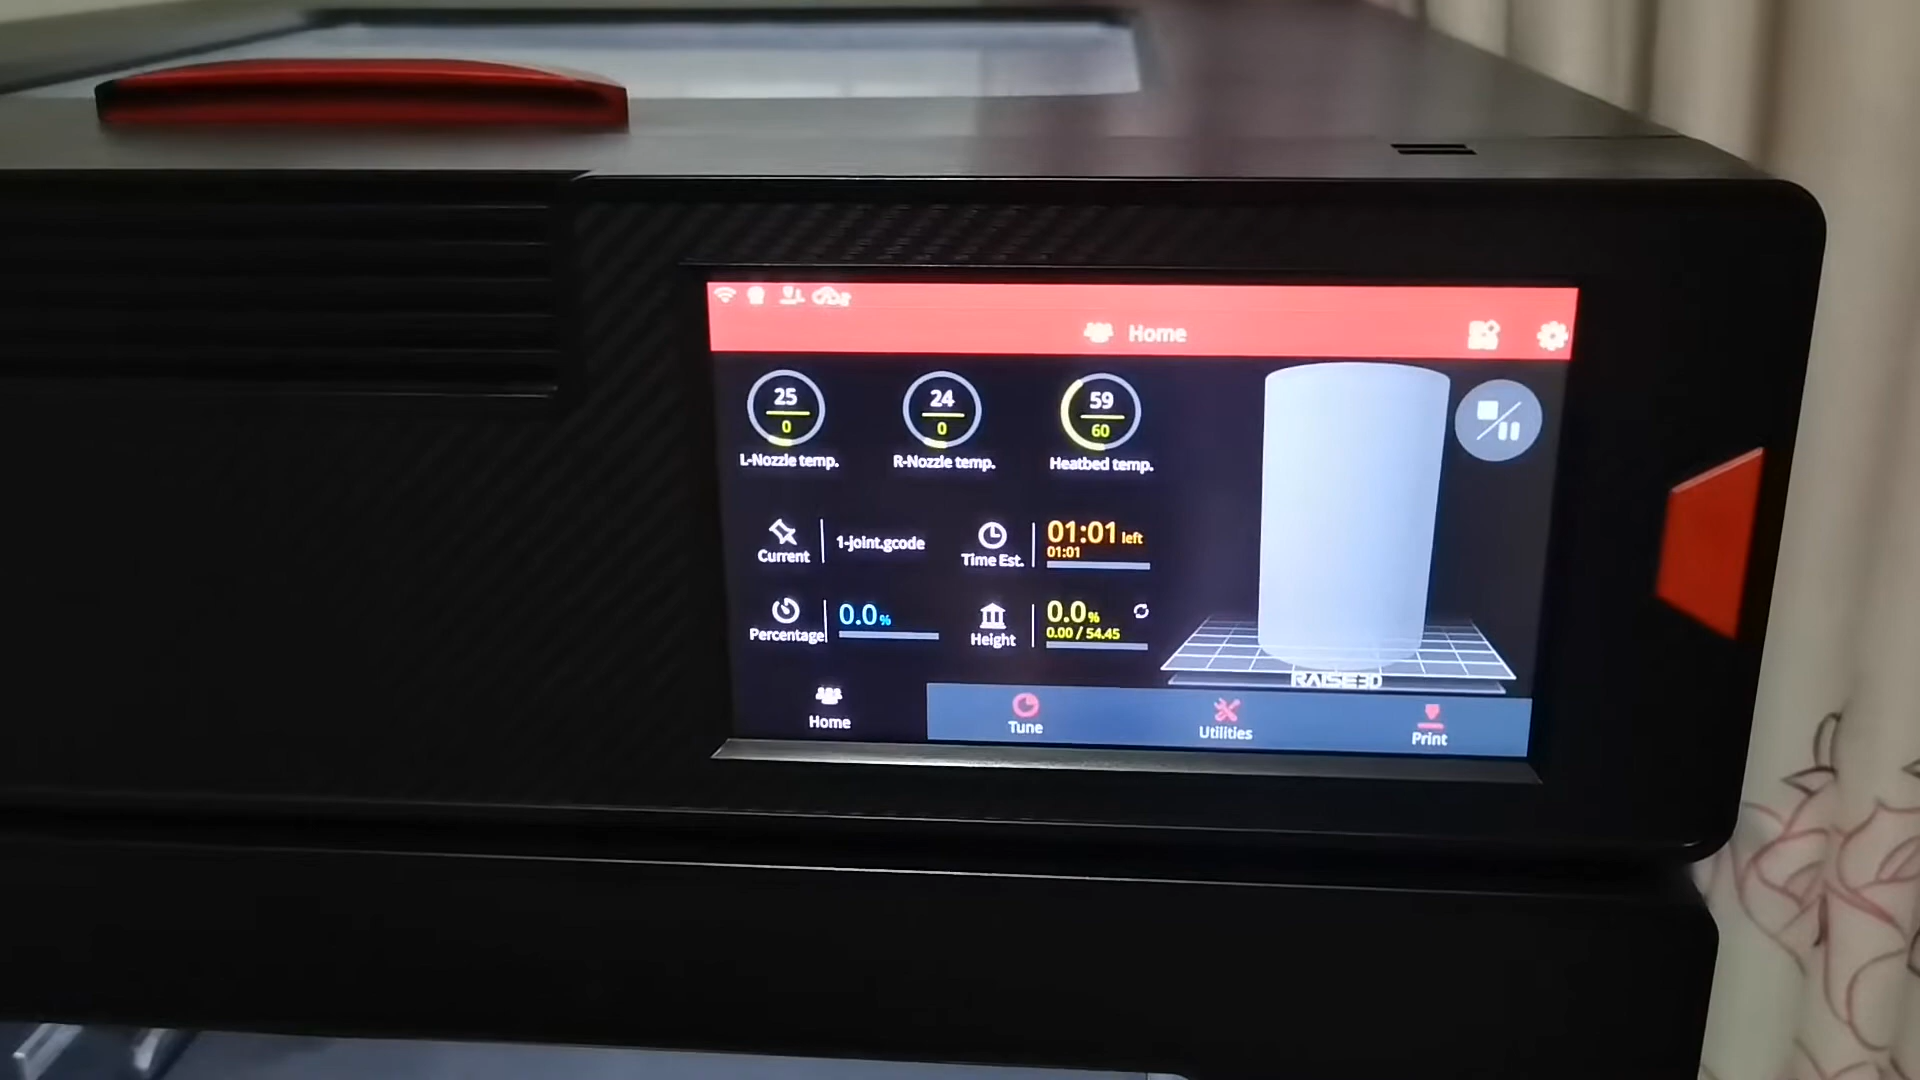 Home
25
0
L-Nozzle temp.
24
0
R-Nozzle temp.
59
60
Heatbed temp.
Current
1-joint.gcode
Time Est.
01:01 left
01:01
Percentage
0.0%
Height
0.0%
0.00 / 54.45
RAISE3D
Home
Tune
Utilities
Print